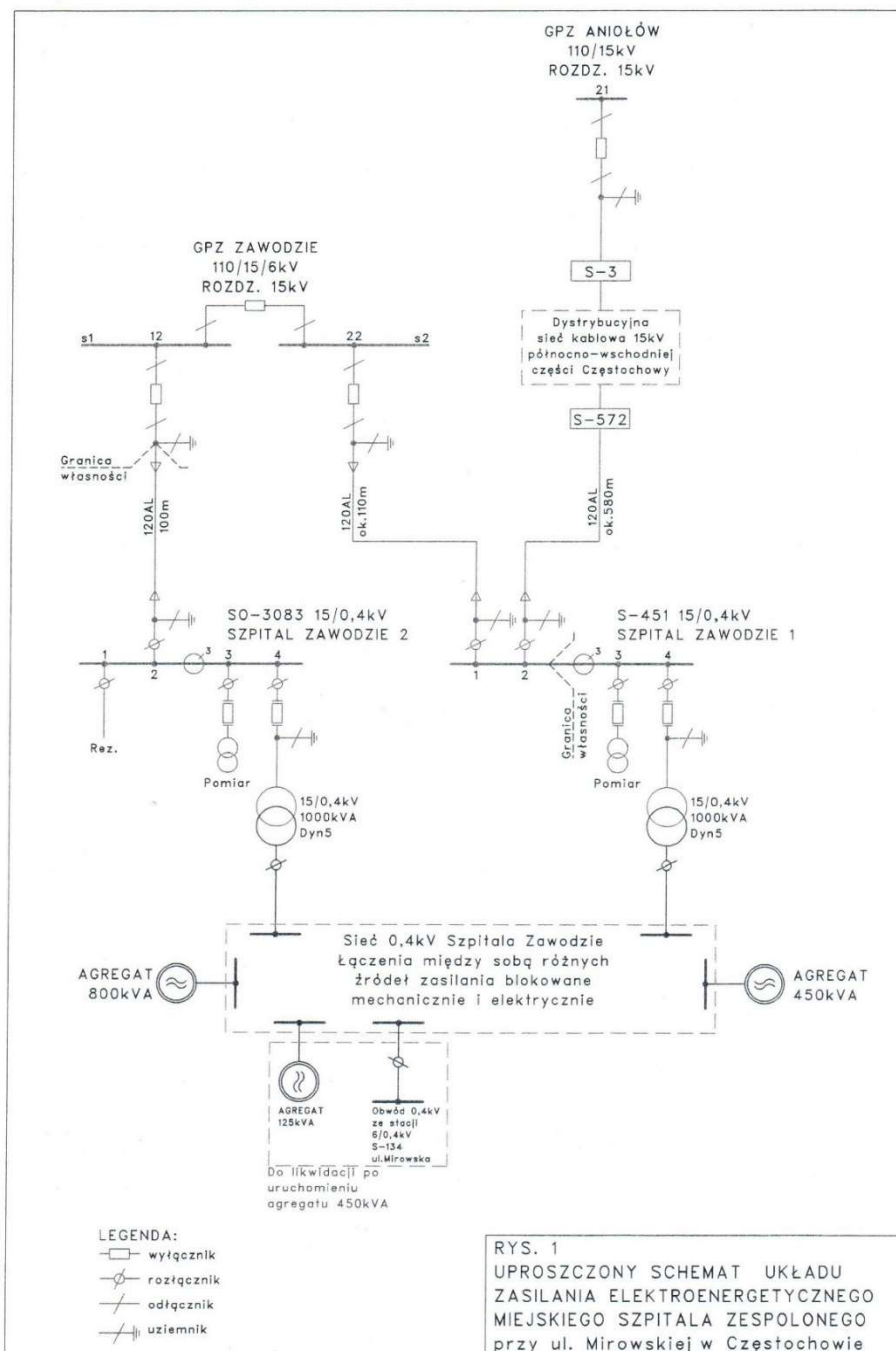 GPZ ANIOŁÓW
110/15kV
ROZDZ. 15kV
21
S-3
Dystrybucyjna
sieć kablowa 15kV
północno-wschodniej
części Częstochowy
S-572
120AL
ok.580m
GPZ ZAWODZIE
110/15/6kV
ROZDZ. 15kV
s1
12
22
s2
Granica
własności
120AL
100m
120AL
ok.110m
SO-3083 15/0,4kV
SZPITAL ZAWODZIE 2
1
2
3
3
4
Rez.
Pomiar
15/0,4kV
1000kVA
Dyn5
S-451 15/0,4kV
SZPITAL ZAWODZIE 1
1
2
3
3
4
Granica
własności
Pomiar
15/0,4kV
1000kVA
Dyn5
Sieć 0,4kV Szpitala Zawodzie
Łączenia między sobą różnych
źródeł zasilania blokowane
mechanicznie i elektrycznie
AGREGAT
800kVA
AGREGAT
450kVA
AGREGAT
125kVA
Obwód 0,4kV
ze stacji
6/0,4kV
S-134
ul.Mirowska
Do likwidacji po
uruchomieniu
agregatu 450kVA
LEGENDA:
wyłącznik
rozłącznik
odłącznik
uziemnik
RYS. 1
UPROSZCZONY SCHEMAT UKŁADU
ZASILANIA ELEKTROENERGETYCZNEGO
MIEJSKIEGO SZPITALA ZESPOLONEGO
przy ul. Mirowskiej w Częstochowie